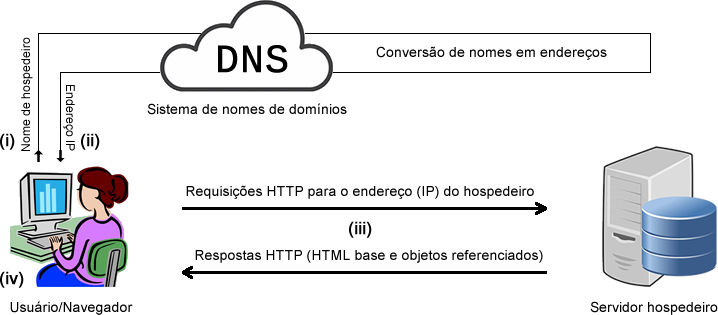 DNS
Conversão de nomes em endereços
Sistema de nomes de domínios
Nome de hospedeiro
Endereço IP
(i)
(ii)
Requisições HTTP para o endereço (IP) do hospedeiro
(iii)
Respostas HTTP (HTML base e objetos referenciados)
(iv)
Usuário/Navegador
Servidor hospedeiro